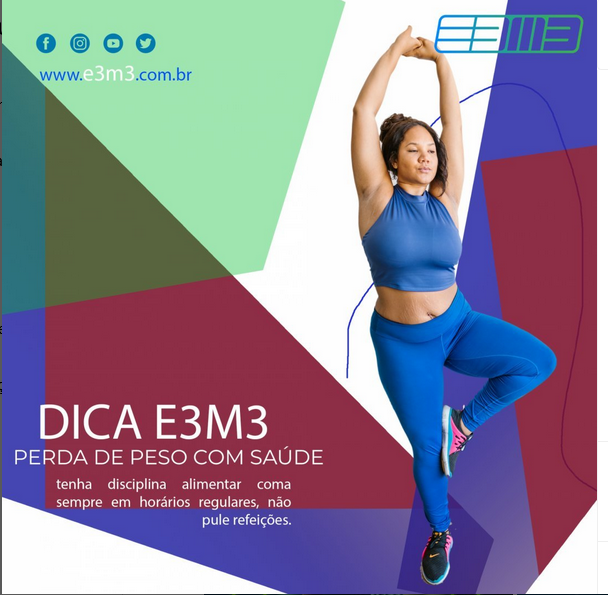 E3M3
www.e3m3.com.br
DICA E3M3
PERDA DE PESO COM SAÚDE
tenha disciplina alimentar coma
sempre em horários regulares, não
pule refeições.